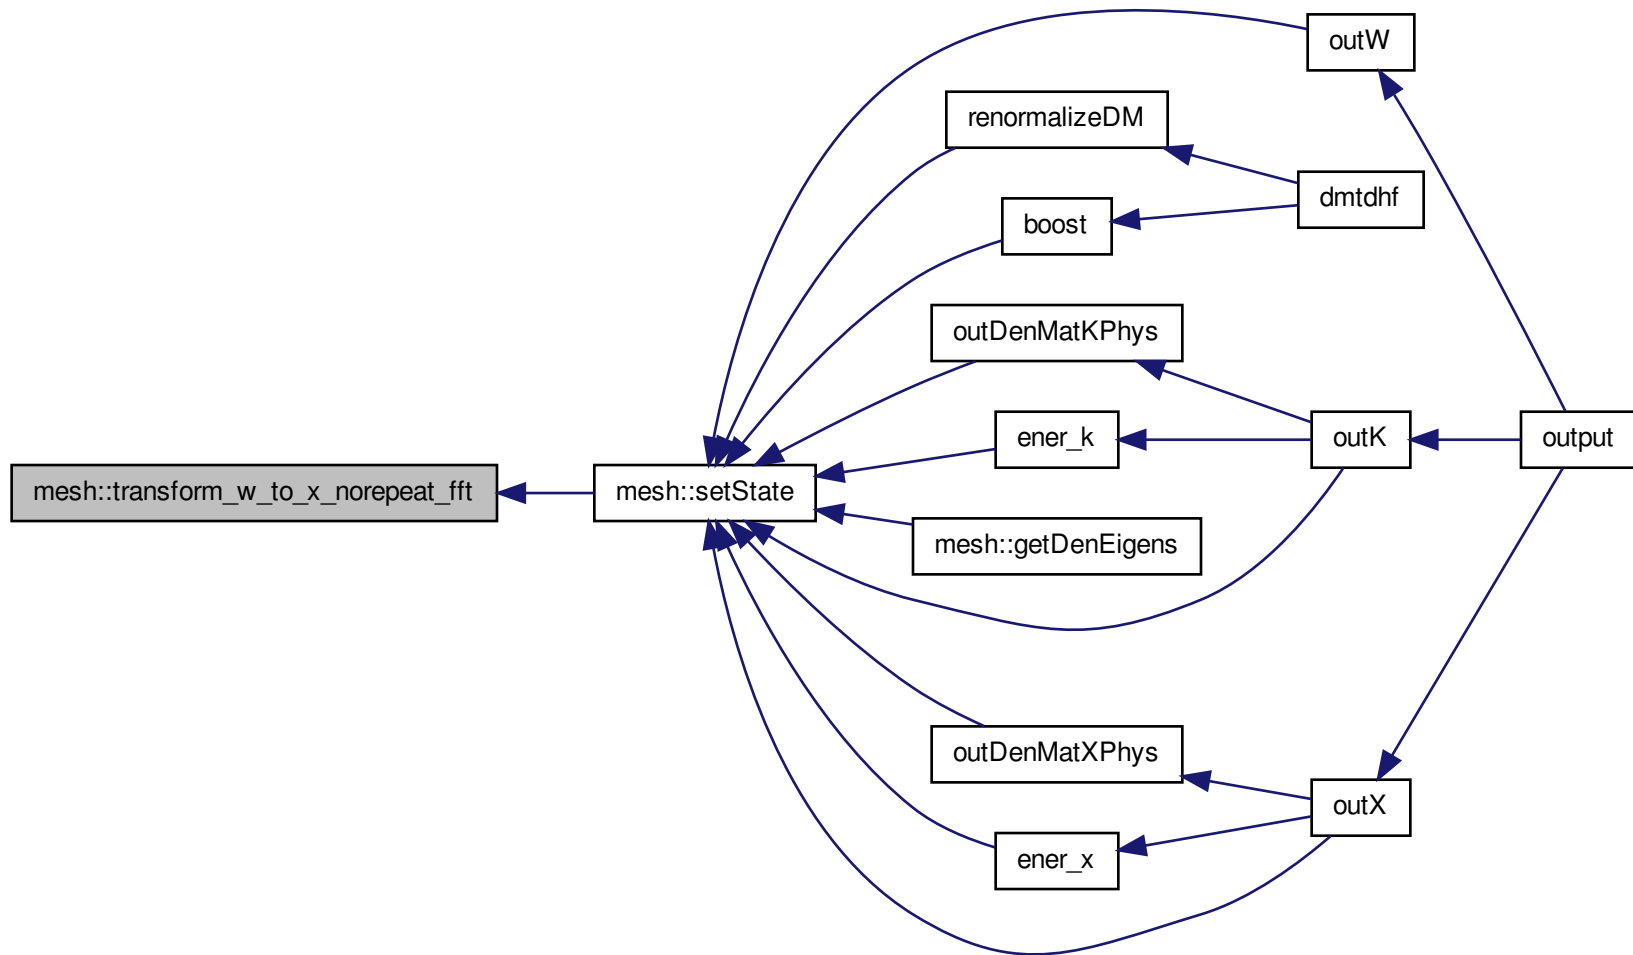 outW
renormalizeDM
dmtdhf
boost
outDenMatKPhys
ener_k
outK
output
mesh::transform_w_to_x_norepeat_fft
mesh::setState
mesh::getDenEigens
outDenMatXPhys
outX
ener_x